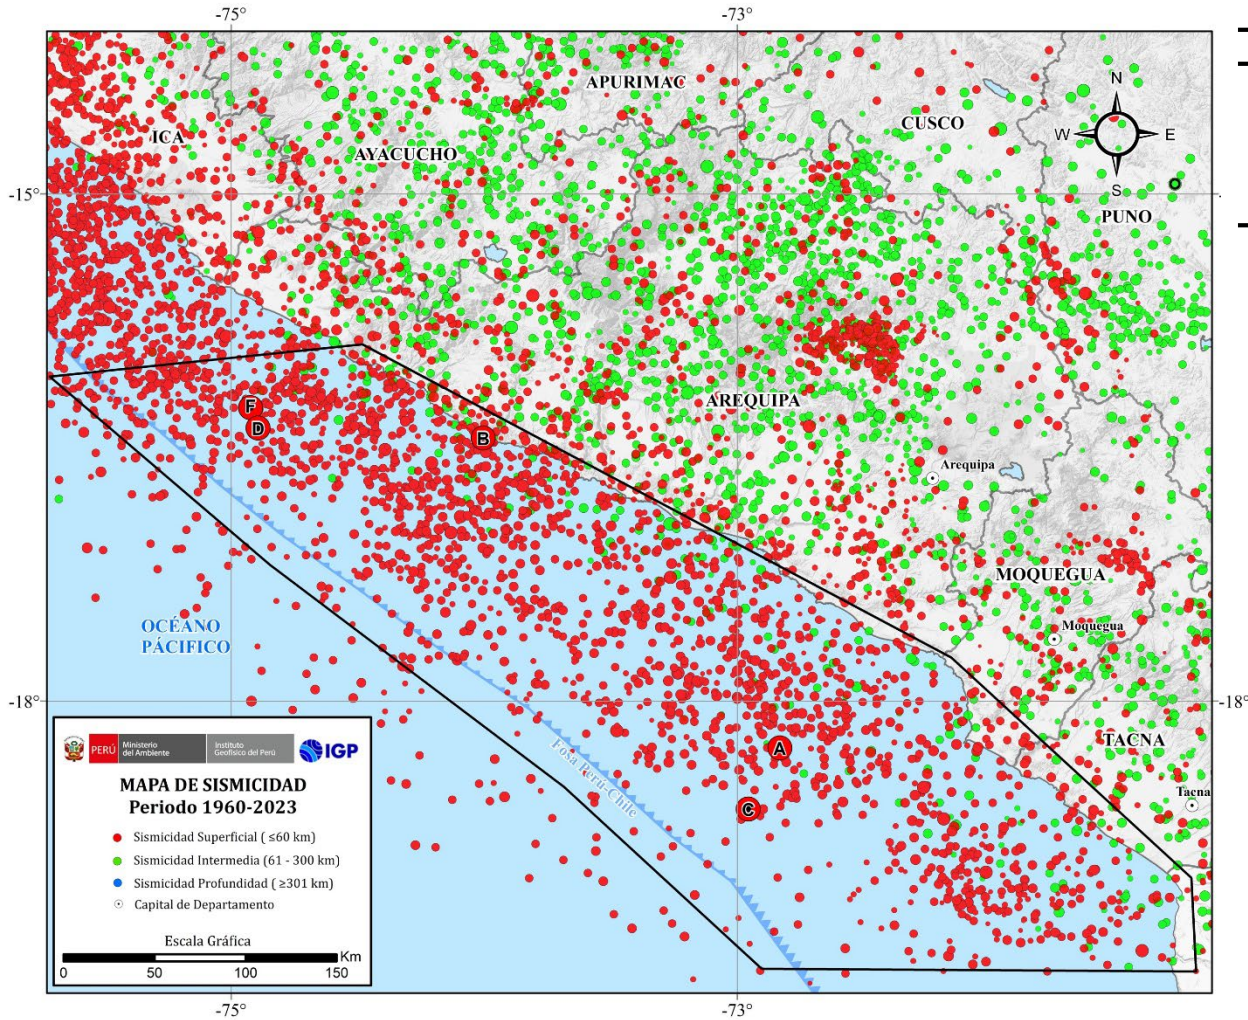 -75°
-73°
APURIMAC
N
ICA
CUSCO
W
E
AYACUCHO
S
-15°
PUNO
AREQUIPA
F
D
B
Arequipa
MOQUEGUA
OCÉANO
PÁCIFICO
Moquegua
-18°
-18°
TACNA
A
Fosa Perú-Chile
C
Tacna
PERÚ
Ministerio
del Ambiente
Instituto
Geofísico del Perú
IGP
MAPA DE SISMICIDAD
Periodo 1960-2023
Sismicidad Superficial ( ≤60 km)
Sismicidad Intermedia (61 - 300 km)
Sismicidad Profundidad ( ≥301 km)
Capital de Departamento
Escala Gráfica
Km
0 50 100 150
-75°
-73°